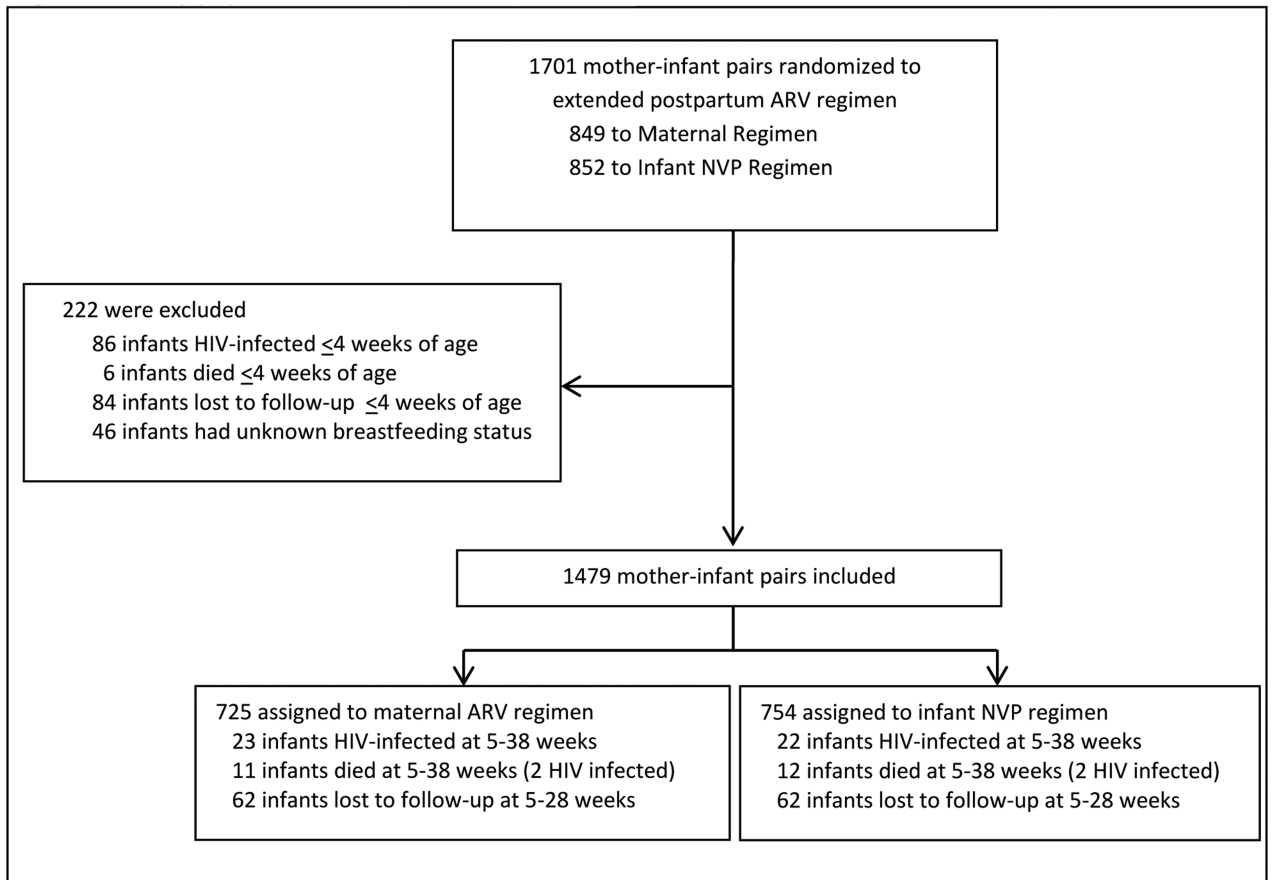 1701 mother-infant pairs randomized to
extended postpartum ARV regimen
849 to Maternal Regimen
852 to Infant NVP Regimen
222 were excluded
86 infants HIV-infected ≤4 weeks of age
6 infants died ≤4 weeks of age
84 infants lost to follow-up ≤4 weeks of age
46 infants had unknown breastfeeding status
1479 mother-infant pairs included
725 assigned to maternal ARV regimen
23 infants HIV-infected at 5-38 weeks
11 infants died at 5-38 weeks (2 HIV infected)
62 infants lost to follow-up at 5-28 weeks
754 assigned to infant NVP regimen
22 infants HIV-infected at 5-38 weeks
12 infants died at 5-38 weeks (2 HIV infected)
62 infants lost to follow-up at 5-28 weeks